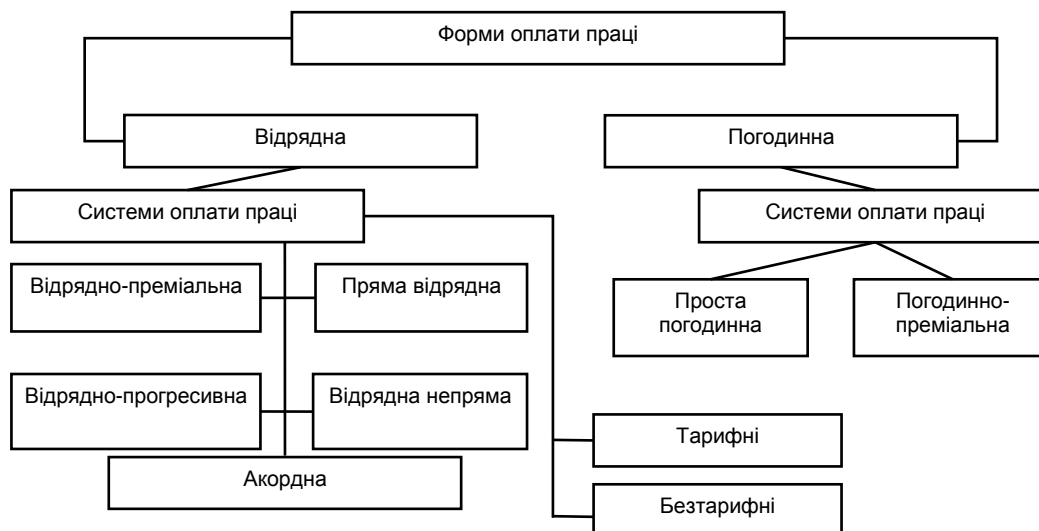 Форми оплати праці
Відрядна
Погодинна
Системи оплати праці
Системи оплати праці
Відрядно-преміальна
Пряма відрядна
Проста
погодинна
Погодинно-
преміальна
Відрядно-прогресивна
Відрядна непряма
Тарифні
Акордна
Безтарифні